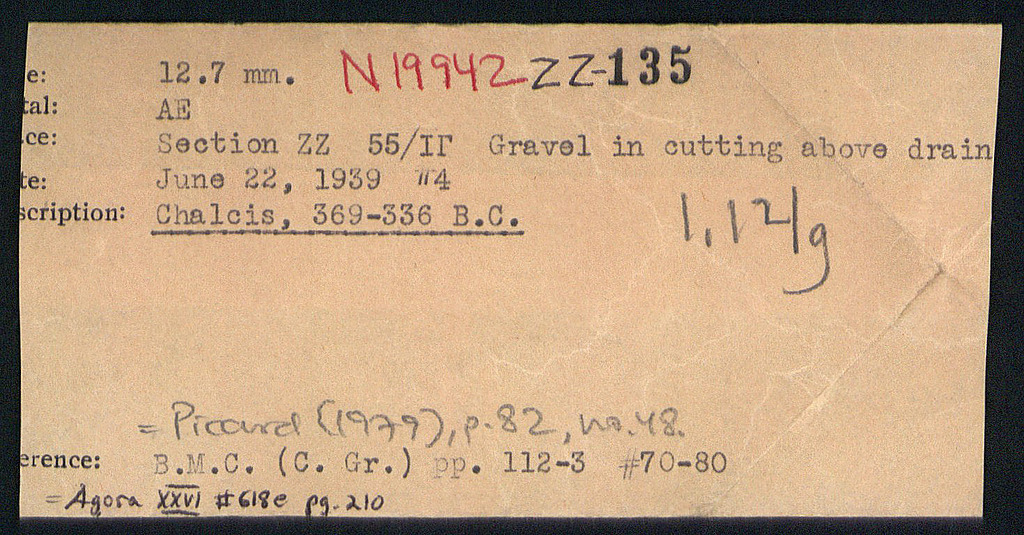 e: 12.7 mm. N19942 ZZ-135
tal: AE
ce: Section ZZ 55/IΓ Gravel in cutting above drain
te: June 22, 1939 #4
scription: Chalcis, 369-336 B.C.
1,12/g
= Picard (1979), p.82, no.48.
erence: B.M.C. (C. Gr.) pp. 112-3 #70-80
= Agora XXVI #618e pg. 210